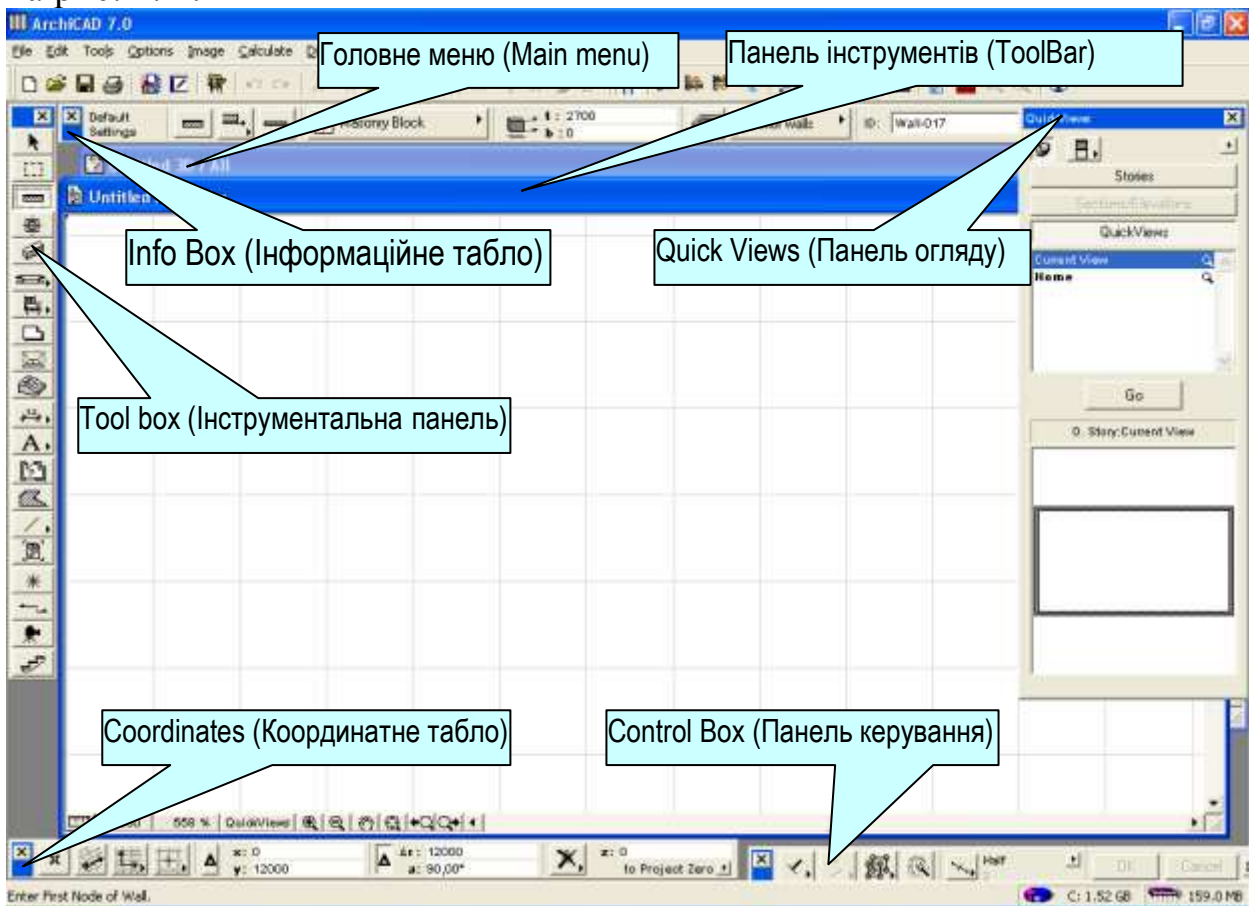 ArchiCAD 7.0
File Edit Tools Options Image Calculate
Головне меню (Main menu)
Панель інструментів (ToolBar)
Default
Settings
Storey Block
t : 2700
b : 0
ID: Wall-017
Untitled
Stories
Sections/Elevations
QuickViews
Current View
Home
Info Box (Інформаційне табло)
Quick Views (Панель огляду)
Go
Tool box (Інструментальна панель)
0. Story:Current View
Coordinates (Координатне табло)
Control Box (Панель керування)
558 % QuickViews
x: 0
y: 12000
Δr: 12000
a: 90,00°
z: 0
to Project Zero
Half
OK Cancel
Enter First Node of Wall.
C: 1.52 GB 159.0 MB